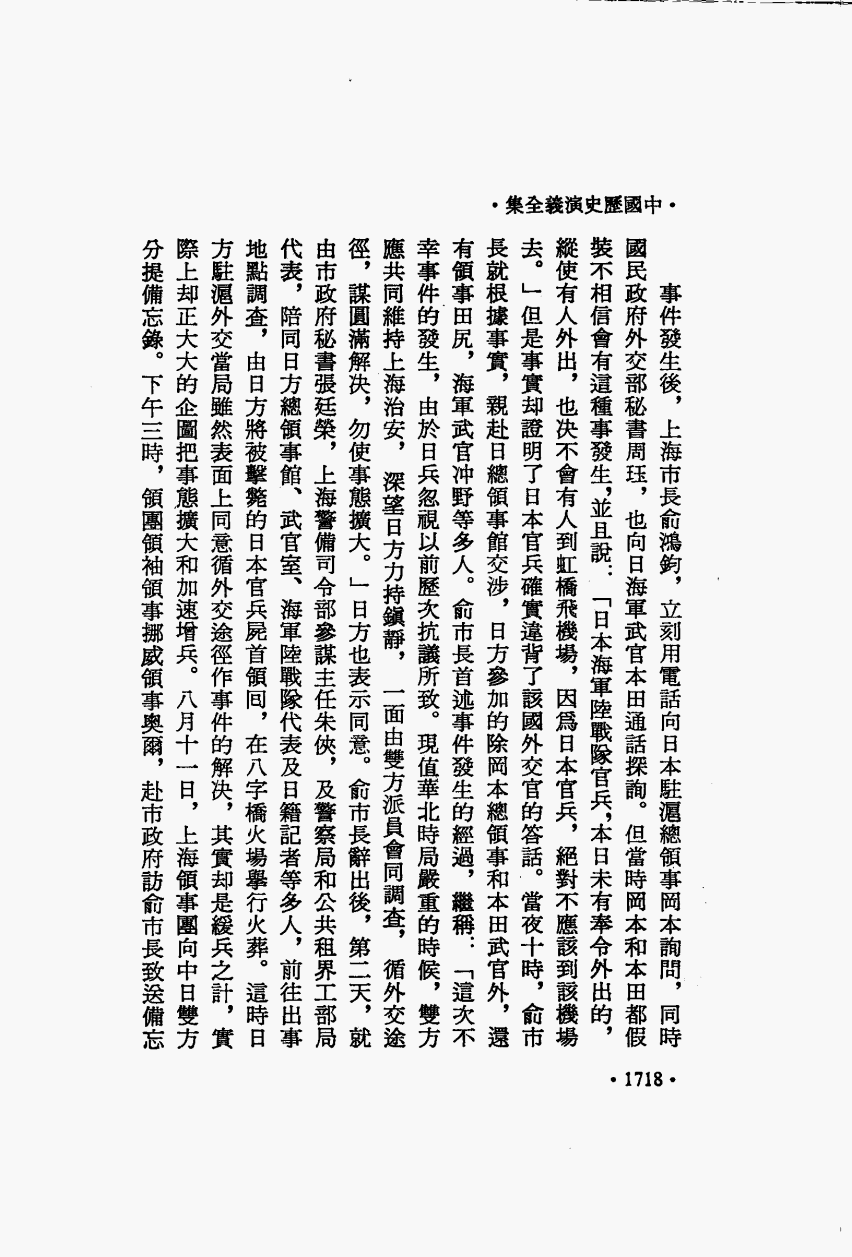 •中國歷史演義全集•
事件發生後，上海市長俞鴻鈞，立刻用電話向日本駐滬總領事岡本詢問，同時
國民政府外交部秘書周珏，也向日海軍武官本田通話探詢。但當時岡本和本田都假
裝不相信會有這種事發生，並且說：「日本海軍陸戰隊官兵，本日未有奉令外出的，
縱使有人外出，也决不會有人到虹橋飛機場，因爲日本官兵，絕對不應該到該機場
去。」但是事實却證明了日本官兵確實違背了該國外交官的答話。當夜十時，俞市
長就根據事實，親赴日總領事館交涉，日方參加的除岡本總領事和本田武官外，還
有領事田尻，海軍武官冲野等多人。俞市長首述事件發生的經過，繼稱：「這次不
幸事件的發生，由於日兵忽視以前歷次抗議所致。現值華北時局嚴重的時候，雙方
應共同維持上海治安，深望日方力持鎮靜，一面由雙方派員會同調查，循外交途
徑，謀圓滿解决，勿使事態擴大。」日方也表示同意。俞市長辭出後，第二天，就
由市政府秘書張廷榮，上海警備司令部參謀主任朱俠，及警察局和公共租界工部局
代表，陪同日方總領事館、武官室、海軍陸戰隊代表及日籍記者等多人，前往出事
地點調查，由日方將被擊斃的日本官兵屍首領回，在八字橋火場舉行火葬。這時日
方駐滬外交當局雖然表面上同意循外交途徑作事件的解决，其實却是緩兵之計，實
際上却正大大的企圖把事態擴大和加速增兵。八月十一日，上海領事團向中日雙方
分提備忘錄。下午三時，領團領袖領事挪威領事奥爾，赴市政府訪俞市長致送備忘
•1718•